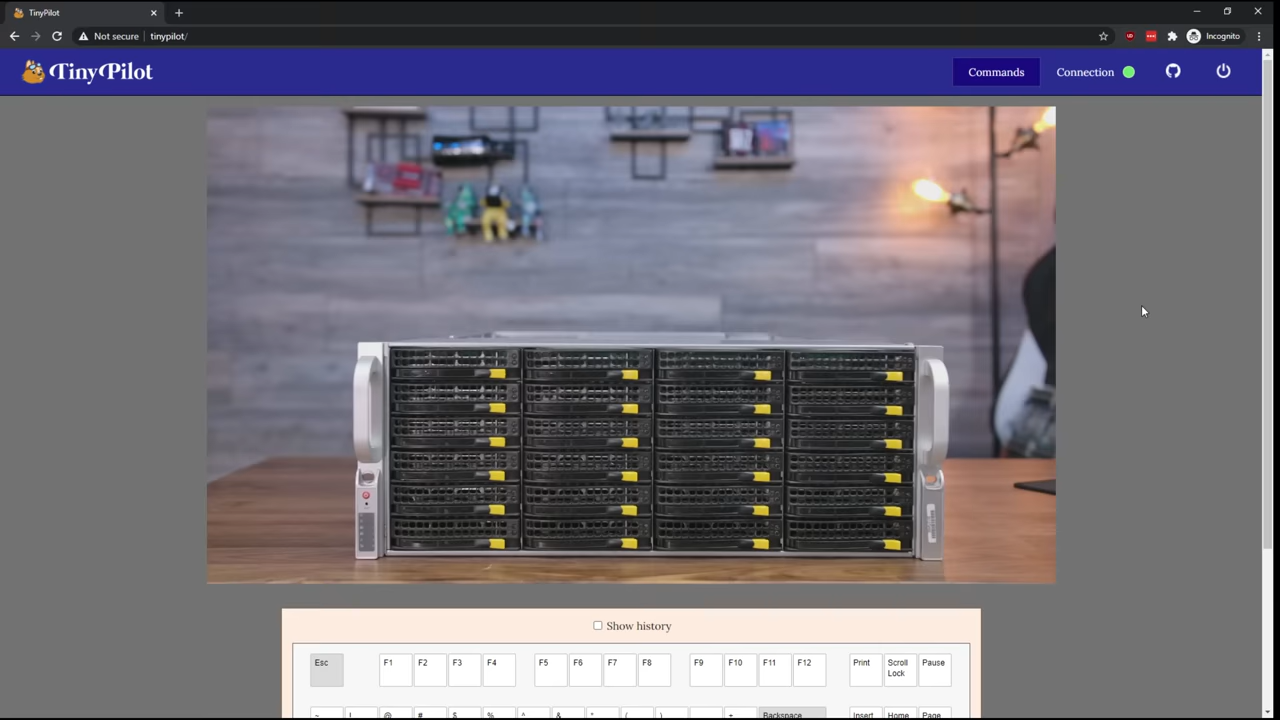 TinyPilot
Not secure
tinypilot/
UO
Incognito
TinyPilot
Commands
Connection
Show history
Esc F1 F2 F3 F4 F5 F6 F7 F8 F9 F10 F11 F12 Print Scroll Lock Pause
~ ! @ # $ % ^ & * ( ) _ + Backspace Insert Home Page